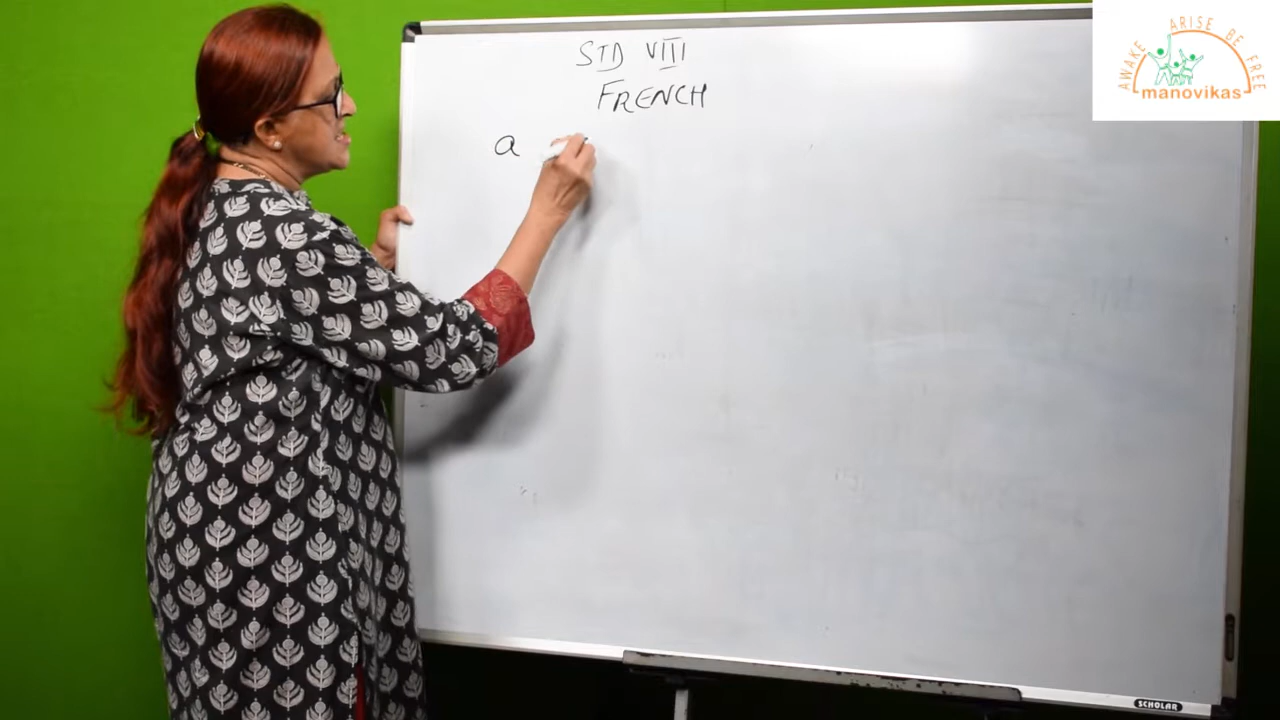 STD VIII
FRENCH
a
AWAKE ARISE BE FREE
manovikas
SCHOLAR